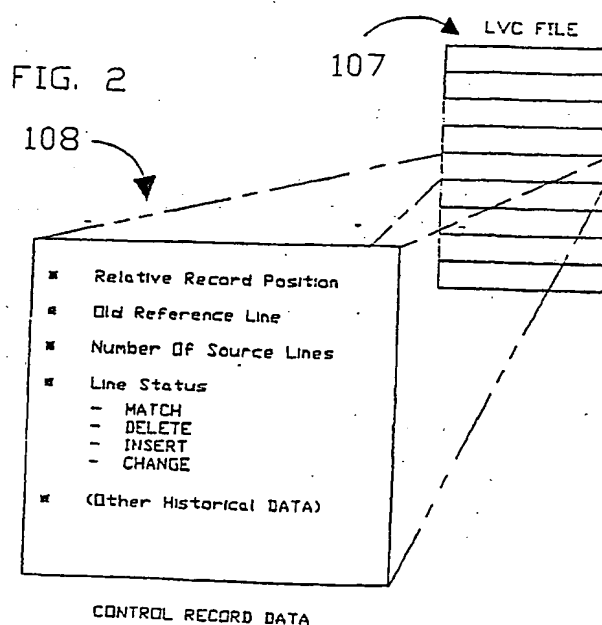 LVC FILE
FIG. 2
107
108
* Relative Record Position
* Old Reference Line
* Number Of Source Lines
* Line Status
- MATCH
- DELETE
- INSERT
- CHANGE
* (Other Historical DATA)
CONTROL RECORD DATA